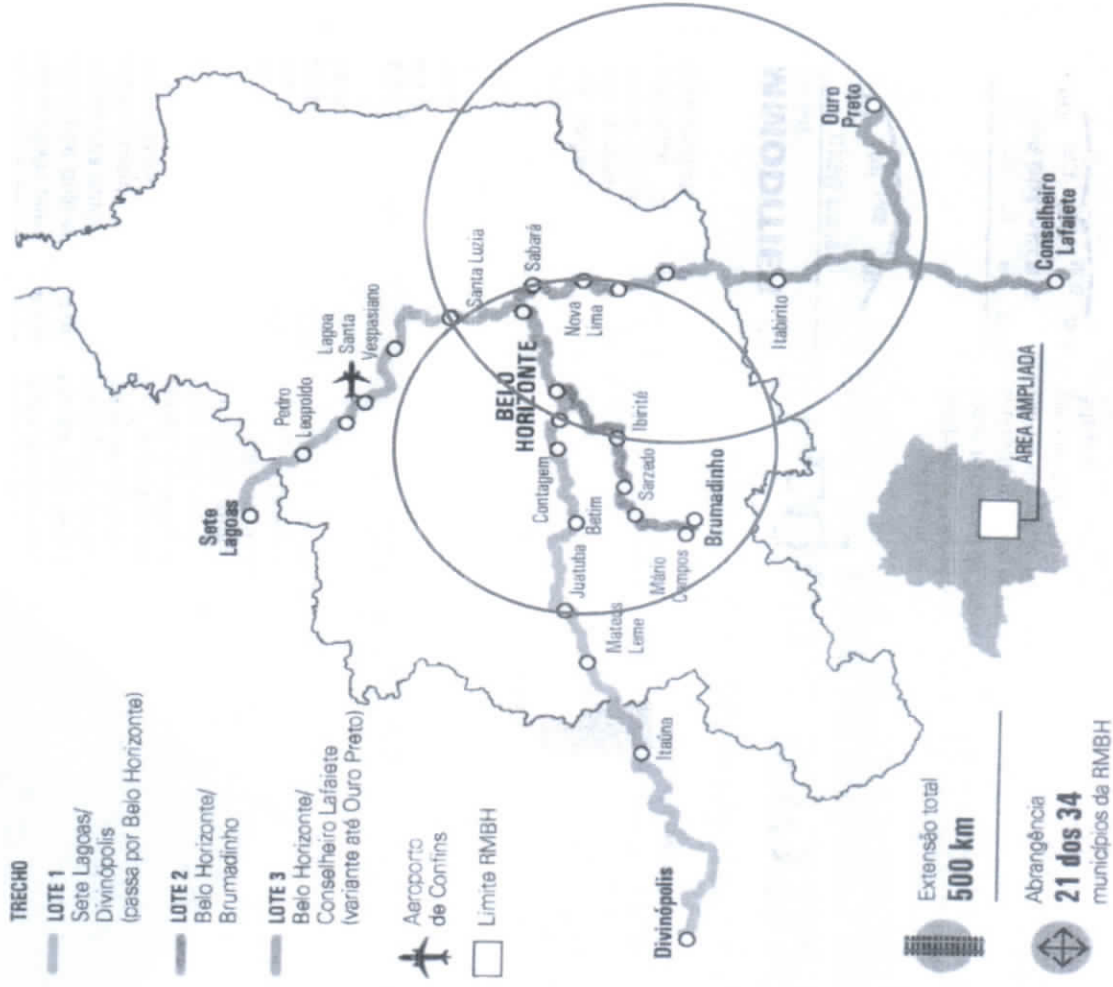 TRECHO
LOTE 1
Sete Lagoas/
Divinópolis
(passa por Belo Horizonte)
LOTE 2
Belo Horizonte/
Brumadinho
LOTE 3
Belo Horizonte/
Conselheiro Lafaiete
(variante até Ouro Preto)
Aeroporto
de Confins
Limite RMBH
Sete
Lagoas
Pedro
Leopoldo
Lagoa
Santa
Vespasiano
Santa Luzia
Sabará
BELO
HORIZONTE
Nova
Lima
Contagem
Ibirité
Betim
Sarzedo
Juatuba
Mário
Campos
Brumadinho
Mateus
Leme
Itaúna
Divinópolis
Itabirito
Ouro
Preto
Conselheiro
Lafaiete
ÁREA AMPLIADA
Extensão total
500 km
Abrangência
21 dos 34
municípios da RMBH